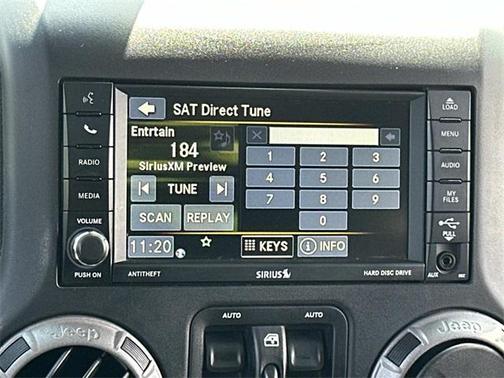 SAT Direct Tune
LOAD
MENU
RADIO
AUDIO
MEDIA
MY FILES
VOLUME
PUSH ON
PULL
AUX
Entrtain
184
SiriusXM Preview
TUNE
SCAN REPLAY
1 2 3
4 5 6
7 8 9
0
11:20
KEYS
INFO
ANTITHEFT
SIRIUS
HARD DISC DRIVE
AUTO AUTO
Jeep
Jeep